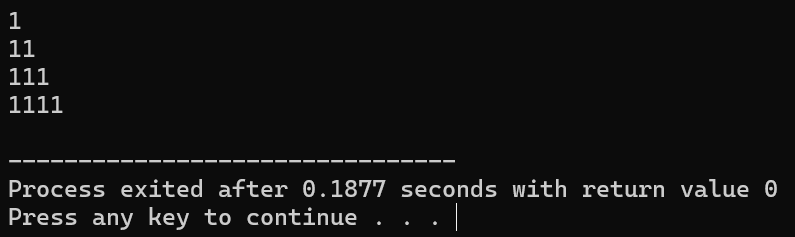 1
11
111
1111
--------------------------------
Process exited after 0.1877 seconds with return value 0
Press any key to continue . . .